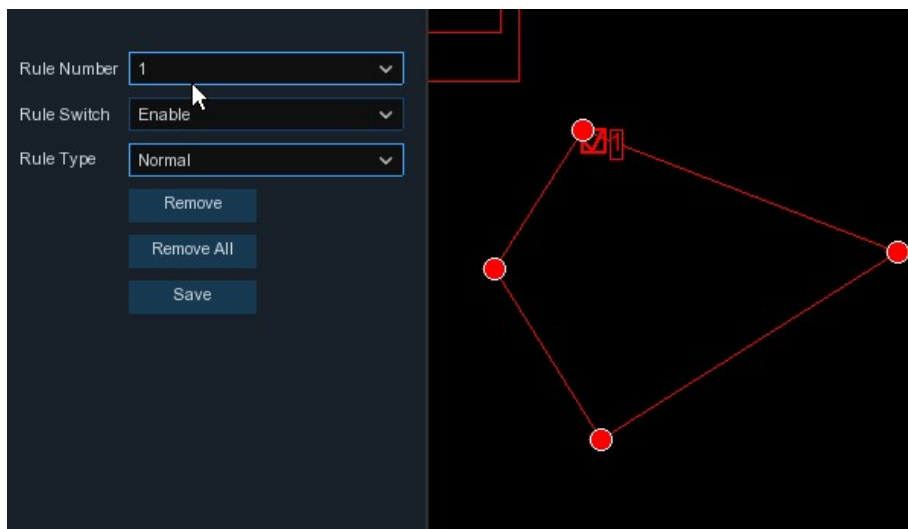 Rule Number 1
Rule Switch Enable
Rule Type Normal
Remove
Remove All
Save
1